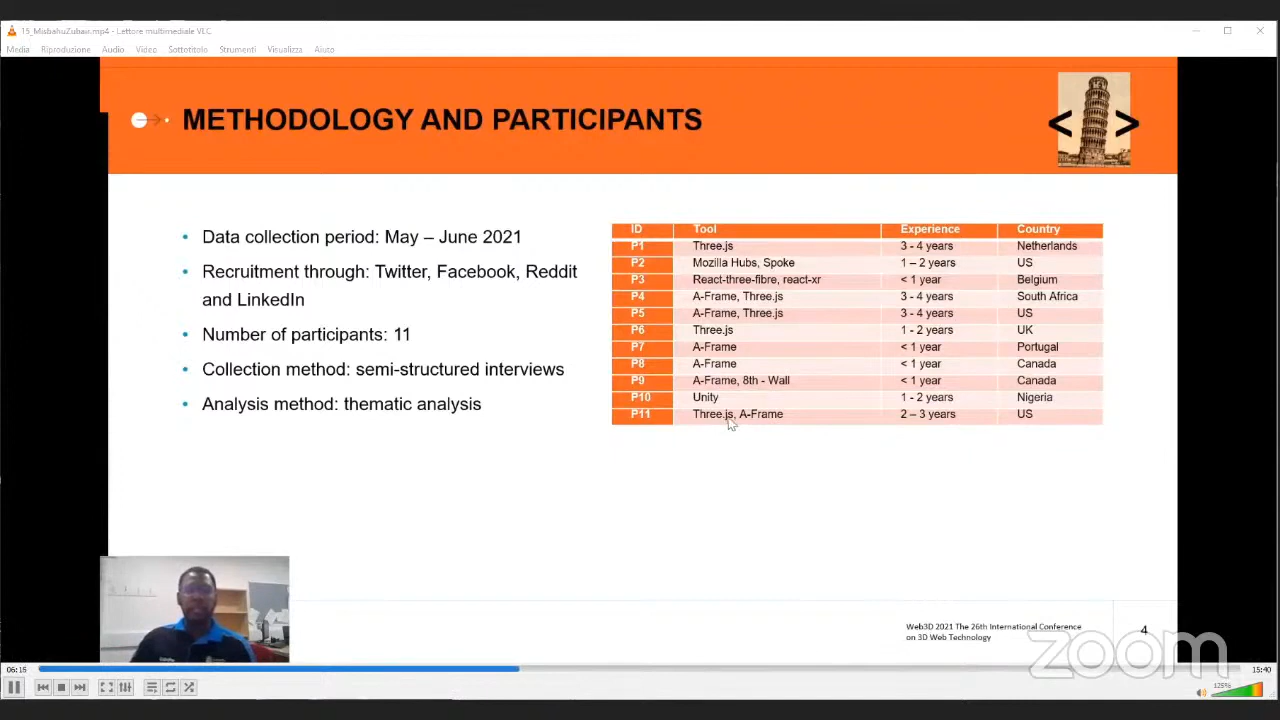 15_MisbahuZubair.mp4 - Lettore multimediale VLC
Media Riproduzione Audio Video Sottotitolo Strumenti Visualizza Aiuto
METHODOLOGY AND PARTICIPANTS
< >
• Data collection period: May – June 2021
• Recruitment through: Twitter, Facebook, Reddit
and LinkedIn
• Number of participants: 11
• Collection method: semi-structured interviews
• Analysis method: thematic analysis
ID Tool Experience Country
P1 Three.js 3 - 4 years Netherlands
P2 Mozilla Hubs, Spoke 1 – 2 years US
P3 React-three-fibre, react-xr < 1 year Belgium
P4 A-Frame, Three.js 3 - 4 years South Africa
P5 A-Frame, Three.js 3 - 4 years US
P6 Three.js 1 - 2 years UK
P7 A-Frame < 1 year Portugal
P8 A-Frame < 1 year Canada
P9 A-Frame, 8th - Wall < 1 year Canada
P10 Unity 1 - 2 years Nigeria
P11 Three.js, A-Frame 2 – 3 years US
Web3D 2021 The 26th International Conference
on 3D Web Technology
4
zoom
06:15
15:40
125%